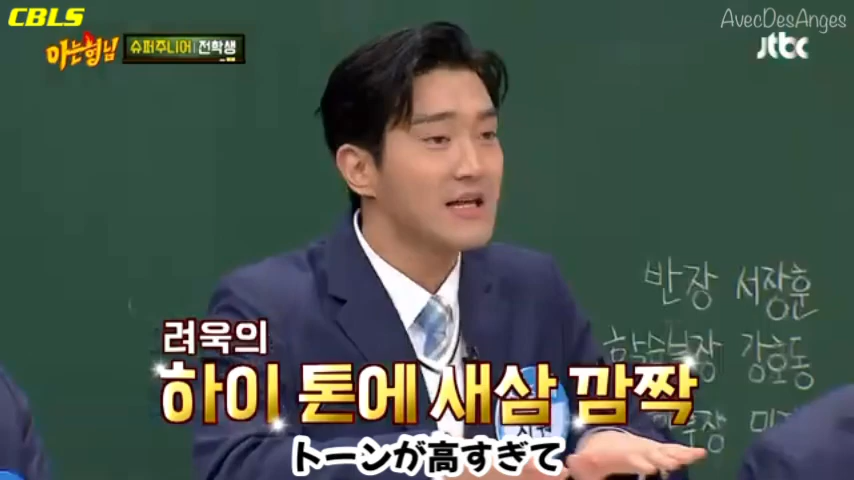 CBLS
AvecDesAnges
아는형님
슈퍼주니어 전학생
jtbc
반장 서장훈
강호동
려욱의
하이 톤에 새삼 깜짝
トーンが高すぎて